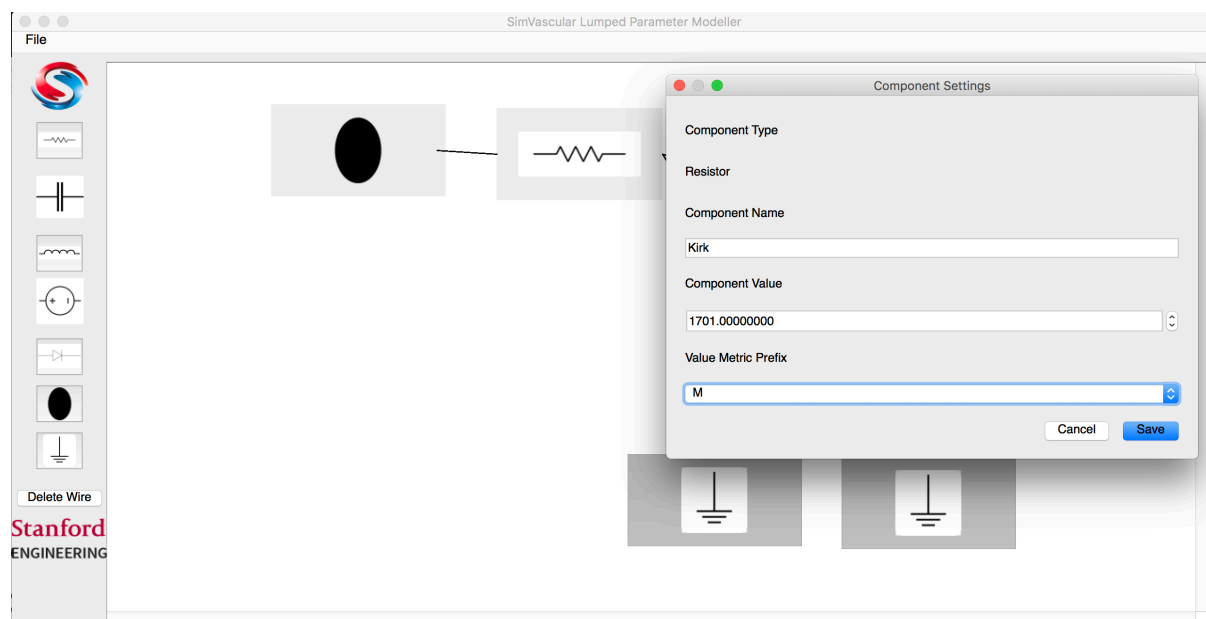 SimVascular Lumped Parameter Modeller
File
Component Settings
Component Type
Resistor
Component Name
Kirk
Component Value
1701.00000000
Value Metric Prefix
M
Cancel Save
Delete Wire
Stanford
ENGINEERING